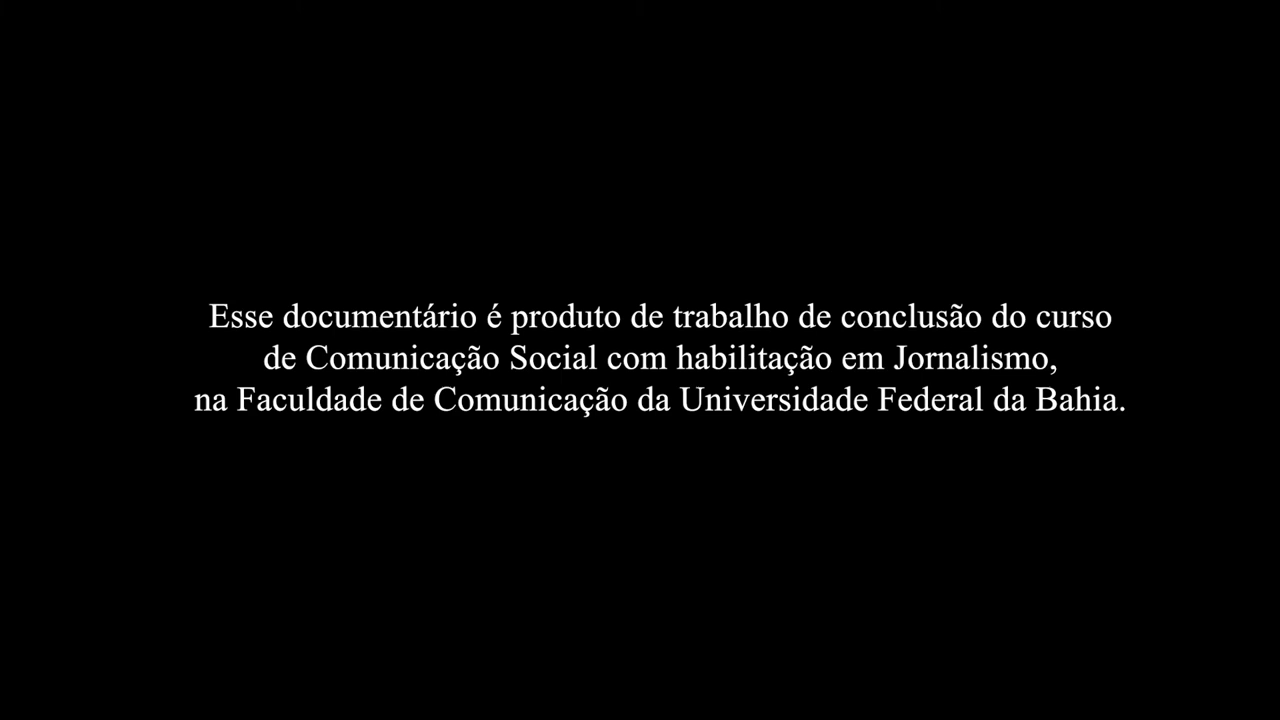 Esse documentário é produto de trabalho de conclusão do curso
de Comunicação Social com habilitação em Jornalismo,
na Faculdade de Comunicação da Universidade Federal da Bahia.